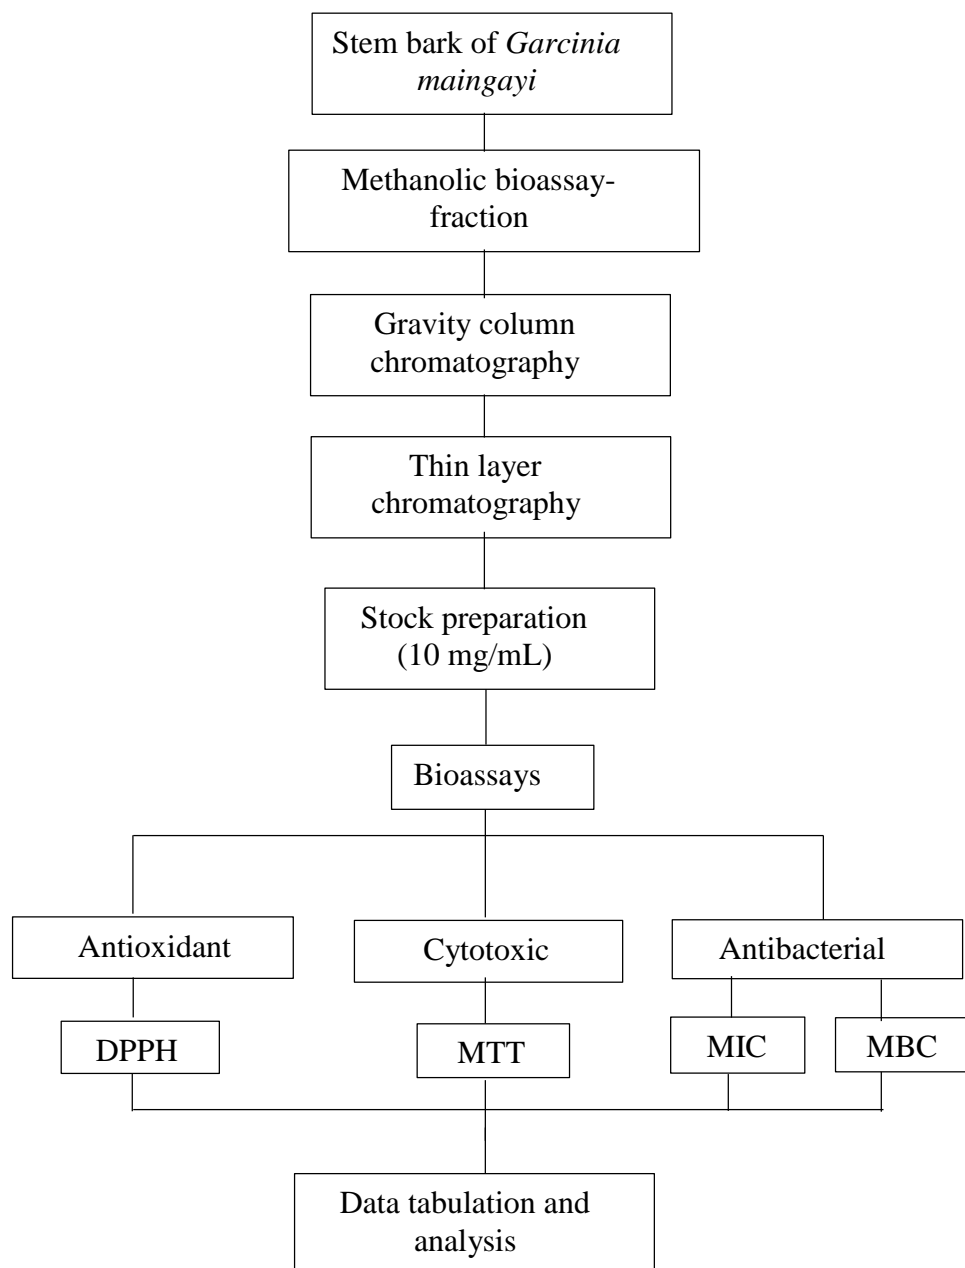 Stem bark of Garcinia
maingayi
Methanolic bioassay-
fraction
Gravity column
chromatography
Thin layer
chromatography
Stock preparation
(10 mg/mL)
Bioassays
Antioxidant
Cytotoxic
Antibacterial
DPPH
MTT
MIC
MBC
Data tabulation and
analysis